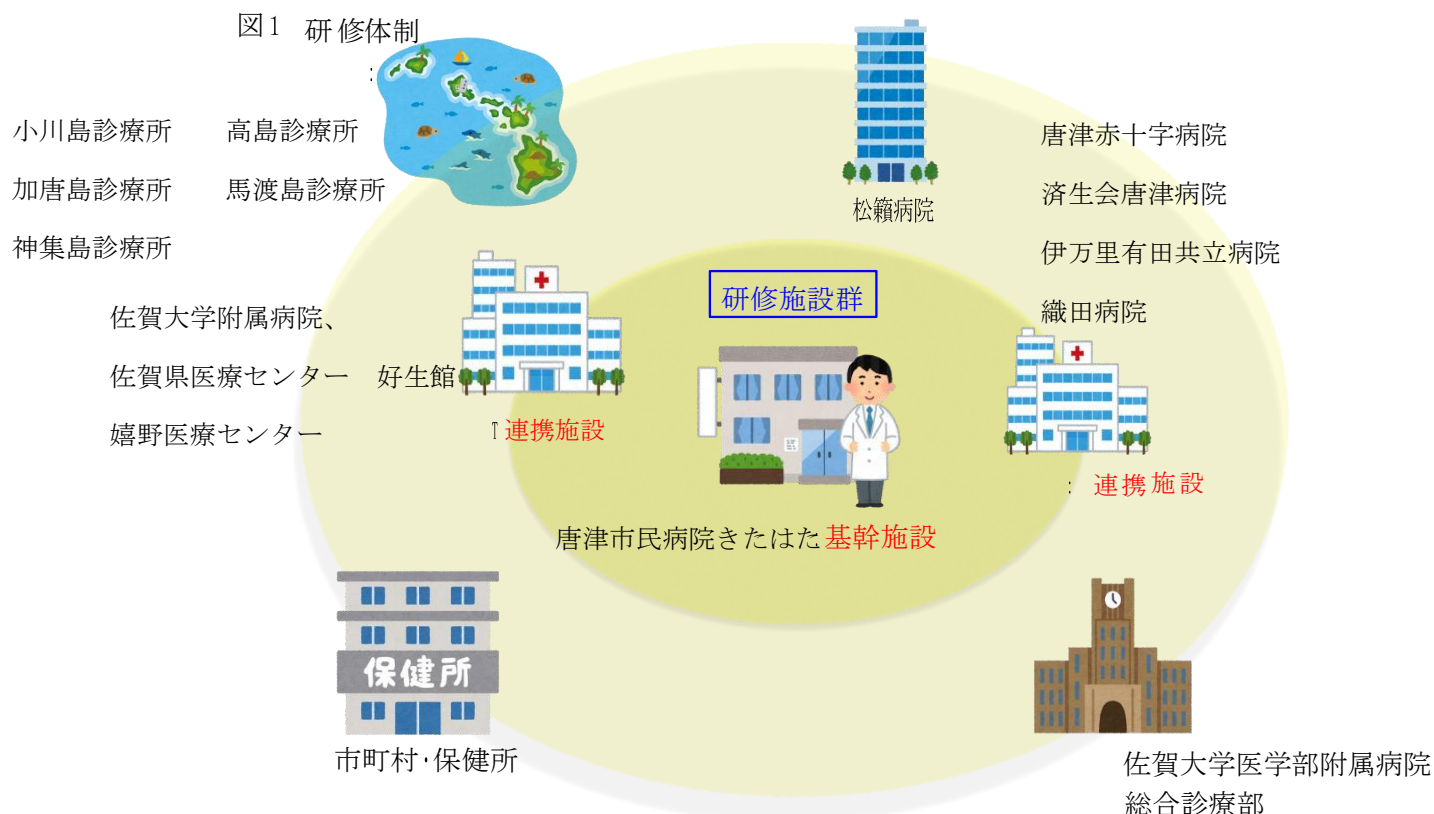 図1 研修体制
:
小川島診療所 高島診療所
加唐島診療所 馬渡島診療所
神集島診療所
佐賀大学附属病院、
佐賀県医療センター 好生館
嬉野医療センター
連携施設
松籟病院
研修施設群
唐津赤十字病院
済生会唐津病院
伊万里有田共立病院
織田病院
: 連携施設
唐津市民病院きたはた基幹施設
保健所
市町村・保健所
佐賀大学医学部附属病院
総合診療部